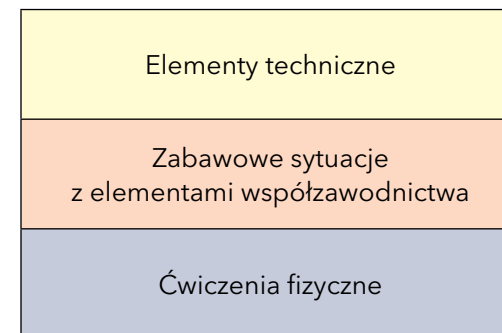 Elementy techniczne
Zabawowe sytuacje
z elementami współzawodnictwa
Ćwiczenia fizyczne